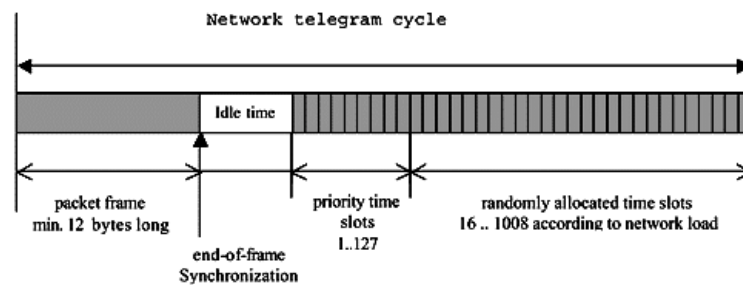 Network telegram cycle
Idle time
packet frame
min. 12 bytes long
priority time
slots
1..127
randomly allocated time slots
16 .. 1008 according to network load
end-of-frame
Synchronization